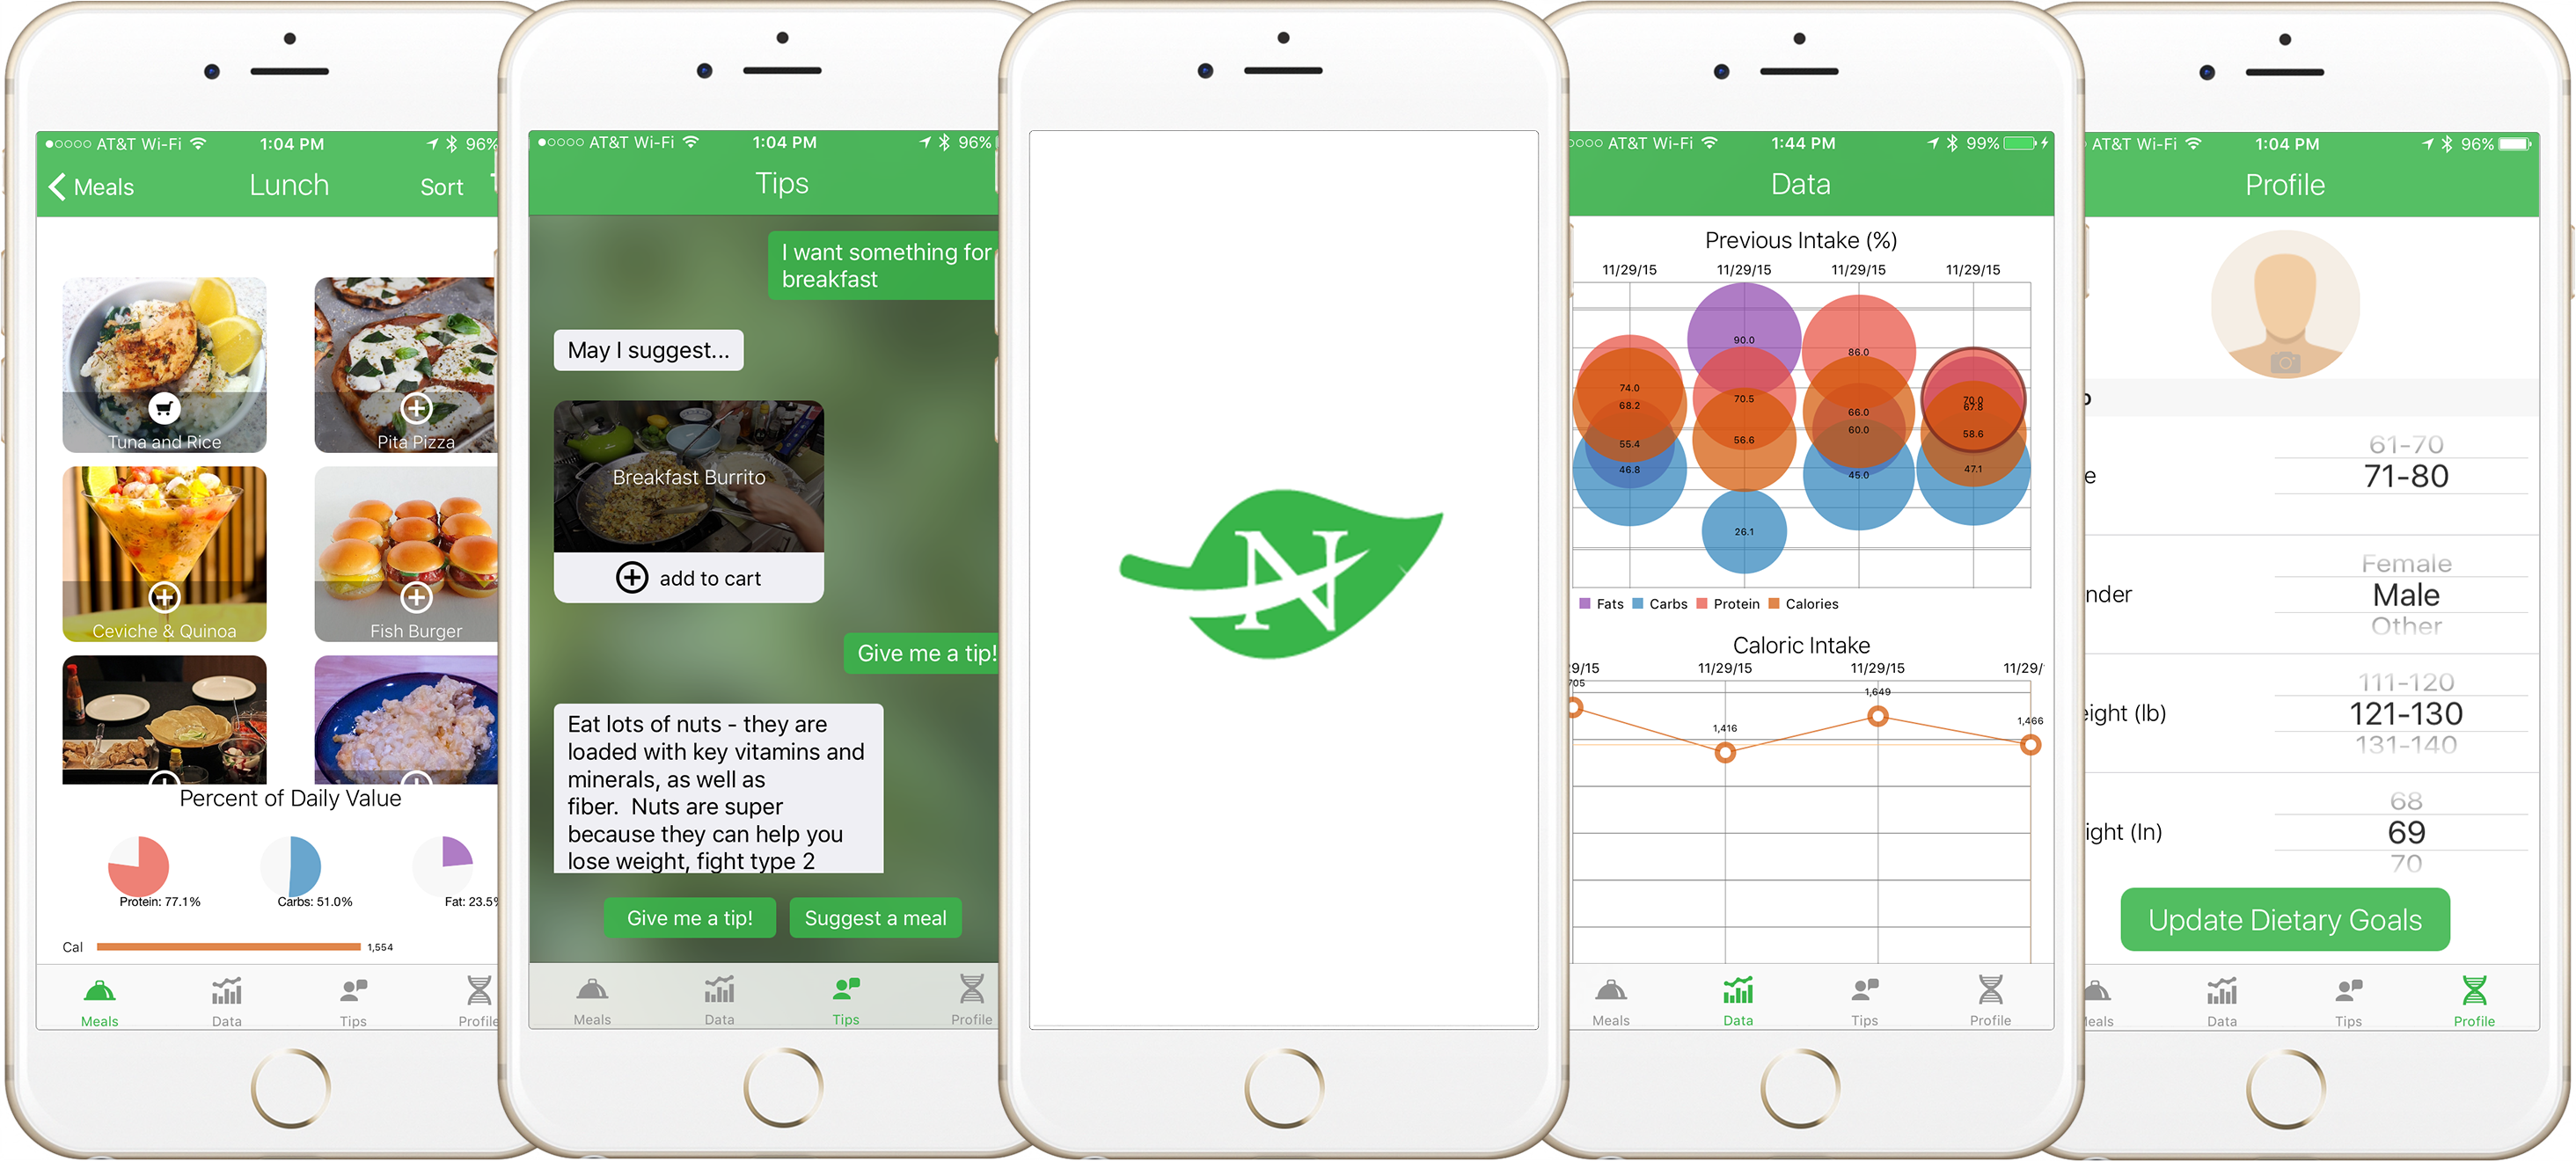 AT&T Wi-Fi 1:04 PM 96%
Meals Lunch Sort
Tuna and Rice Pita Pizza
Ceviche & Quinoa Fish Burger
Percent of Daily Value
Protein: 77.1% Carbs: 51.0% Fat: 23.5%
Cal 1,554
Meals Data Tips Profile
AT&T Wi-Fi 1:04 PM 96%
Tips
I want something for
breakfast
May I suggest...
Breakfast Burrito
add to cart
Give me a tip!
Eat lots of nuts - they are
loaded with key vitamins and
minerals, as well as
fiber.  Nuts are super
because they can help you
lose weight, fight type 2
Give me a tip! Suggest a meal
Meals Data Tips Profile
N
AT&T Wi-Fi 1:44 PM 99%
Data
Previous Intake (%)
11/29/15 11/29/15 11/29/15 11/29/15
90.0
86.0
74.0
68.2
70.5
66.0
70.0
67.8
55.4
56.6
60.0
58.6
46.8
45.0
47.1
26.1
Fats Carbs Protein Calories
Caloric Intake
9/15 11/29/15 11/29/15 11/29/
705 1,416 1,649 1,466
Meals Data Tips Profile
AT&T Wi-Fi 1:04 PM 96%
Profile
61-70
e 71-80
Female
nder Male
Other
111-120
eight (lb) 121-130
131-140
68
ight (In) 69
70
Update Dietary Goals
eals Data Tips Profile